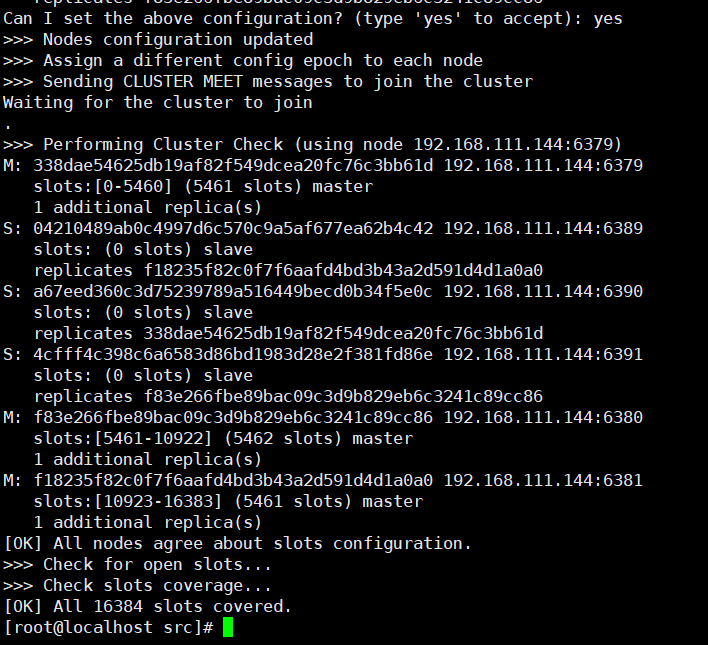 replicates f83e266fbe89bac09c3d9b829eb6c3241c89cc86
Can I set the above configuration? (type 'yes' to accept): yes
>>> Nodes configuration updated
>>> Assign a different config epoch to each node
>>> Sending CLUSTER MEET messages to join the cluster
Waiting for the cluster to join
.
>>> Performing Cluster Check (using node 192.168.111.144:6379)
M: 338dae54625db19af82f549dcea20fc76c3bb61d 192.168.111.144:6379
   slots:[0-5460] (5461 slots) master
   1 additional replica(s)
S: 04210489ab0c4997d6c570c9a5af677ea62b4c42 192.168.111.144:6389
   slots: (0 slots) slave
   replicates f18235f82c0f7f6aafd4bd3b43a2d591d4d1a0a0
S: a67eed360c3d75239789a516449becd0b34f5e0c 192.168.111.144:6390
   slots: (0 slots) slave
   replicates 338dae54625db19af82f549dcea20fc76c3bb61d
S: 4cfff4c398c6a6583d86bd1983d28e2f381fd86e 192.168.111.144:6391
   slots: (0 slots) slave
   replicates f83e266fbe89bac09c3d9b829eb6c3241c89cc86
M: f83e266fbe89bac09c3d9b829eb6c3241c89cc86 192.168.111.144:6380
   slots:[5461-10922] (5462 slots) master
   1 additional replica(s)
M: f18235f82c0f7f6aafd4bd3b43a2d591d4d1a0a0 192.168.111.144:6381
   slots:[10923-16383] (5461 slots) master
   1 additional replica(s)
[OK] All nodes agree about slots configuration.
>>> Check for open slots...
>>> Check slots coverage...
[OK] All 16384 slots covered.
[root@localhost src]#